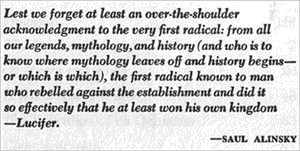 Lest we forget at least an over-the-shoulder
acknowledgment to the very first radical: from all
our legends, mythology, and history (and who is to
know where mythology leaves off and history begins—
or which is which), the first radical known to man
who rebelled against the establishment and did it
so effectively that he at least won his own kingdom
—Lucifer.
—SAUL ALINSKY